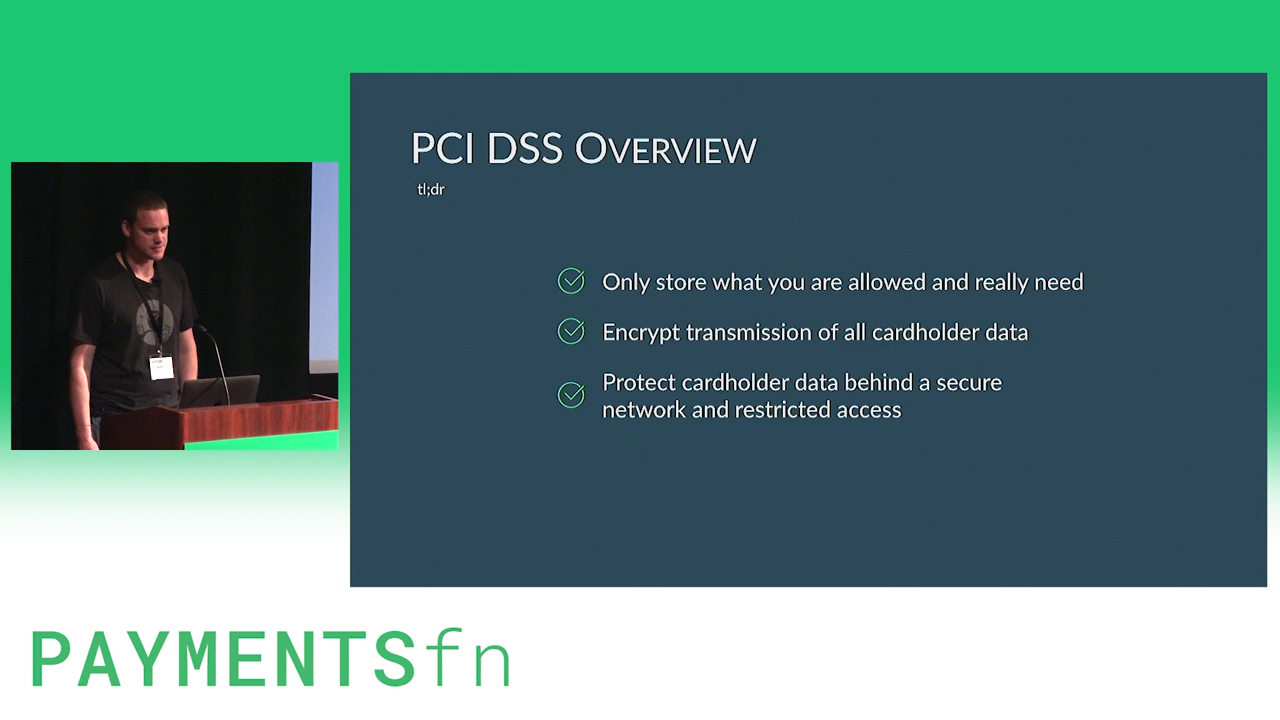 PCI DSS OVERVIEW
tl;dr
Only store what you are allowed and really need
Encrypt transmission of all cardholder data
Protect cardholder data behind a secure
network and restricted access
PAYMENTSfn